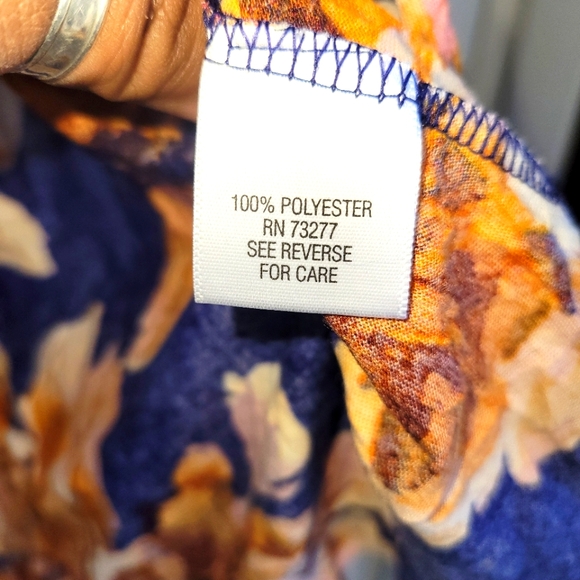 100% POLYESTER
RN 73277
SEE REVERSE
FOR CARE